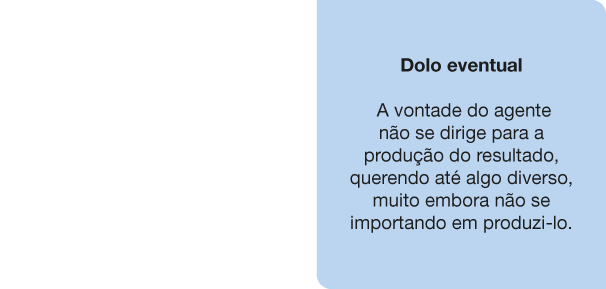 Dolo eventual
A vontade do agente
não se dirige para a
produção do resultado,
querendo até algo diverso,
muito embora não se
importando em produzi-lo.